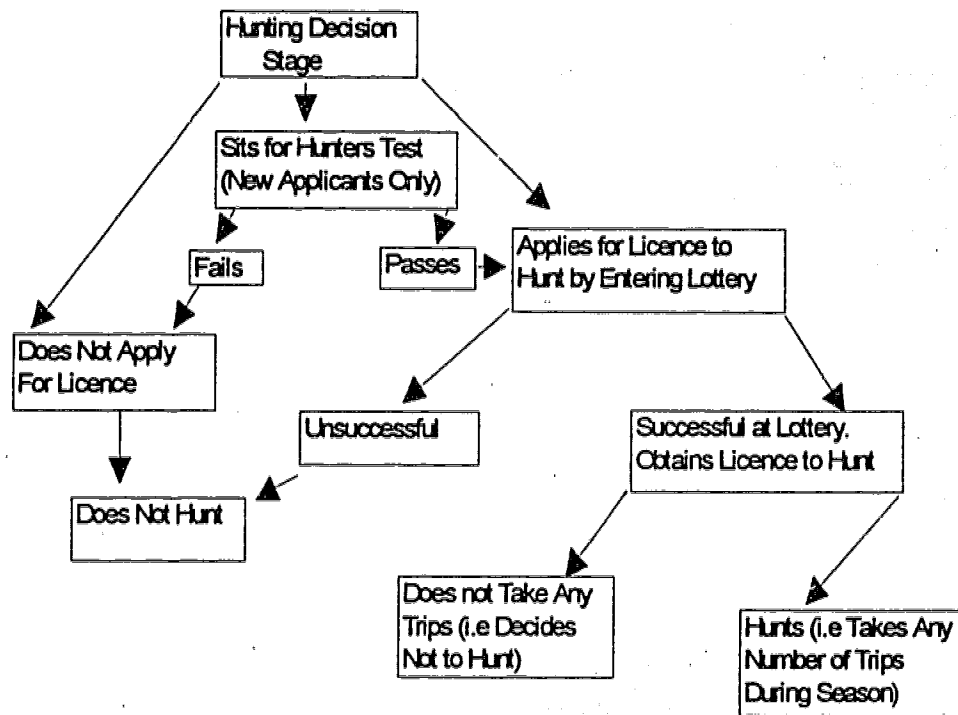 Hunting Decision
Stage
Sits for Hunters Test
(New Applicants Only)
Fails
Passes
Applies for Licence to
Hunt by Entering Lottery
Does Not Apply
For Licence
Unsuccessful
Successful at Lottery.
Obtains Licence to Hunt
Does Not Hunt
Does not Take Any
Trips (i.e Decides
Not to Hunt)
Hunts (i.e Takes Any
Number of Trips
During Season)